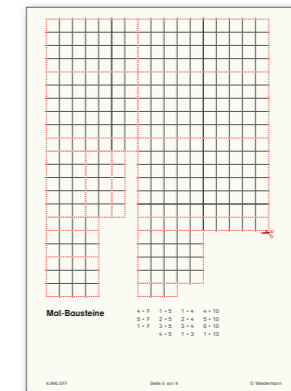 Mal-Bausteine
4 • 7 1 • 5 1 • 4 4 • 10
5 • 7 2 • 5 2 • 4 5 • 10
1 • 7 3 • 5 3 • 4 6 • 10
4 • 5 1 • 3 1 • 10
Seite 5 von 9
© Westermann